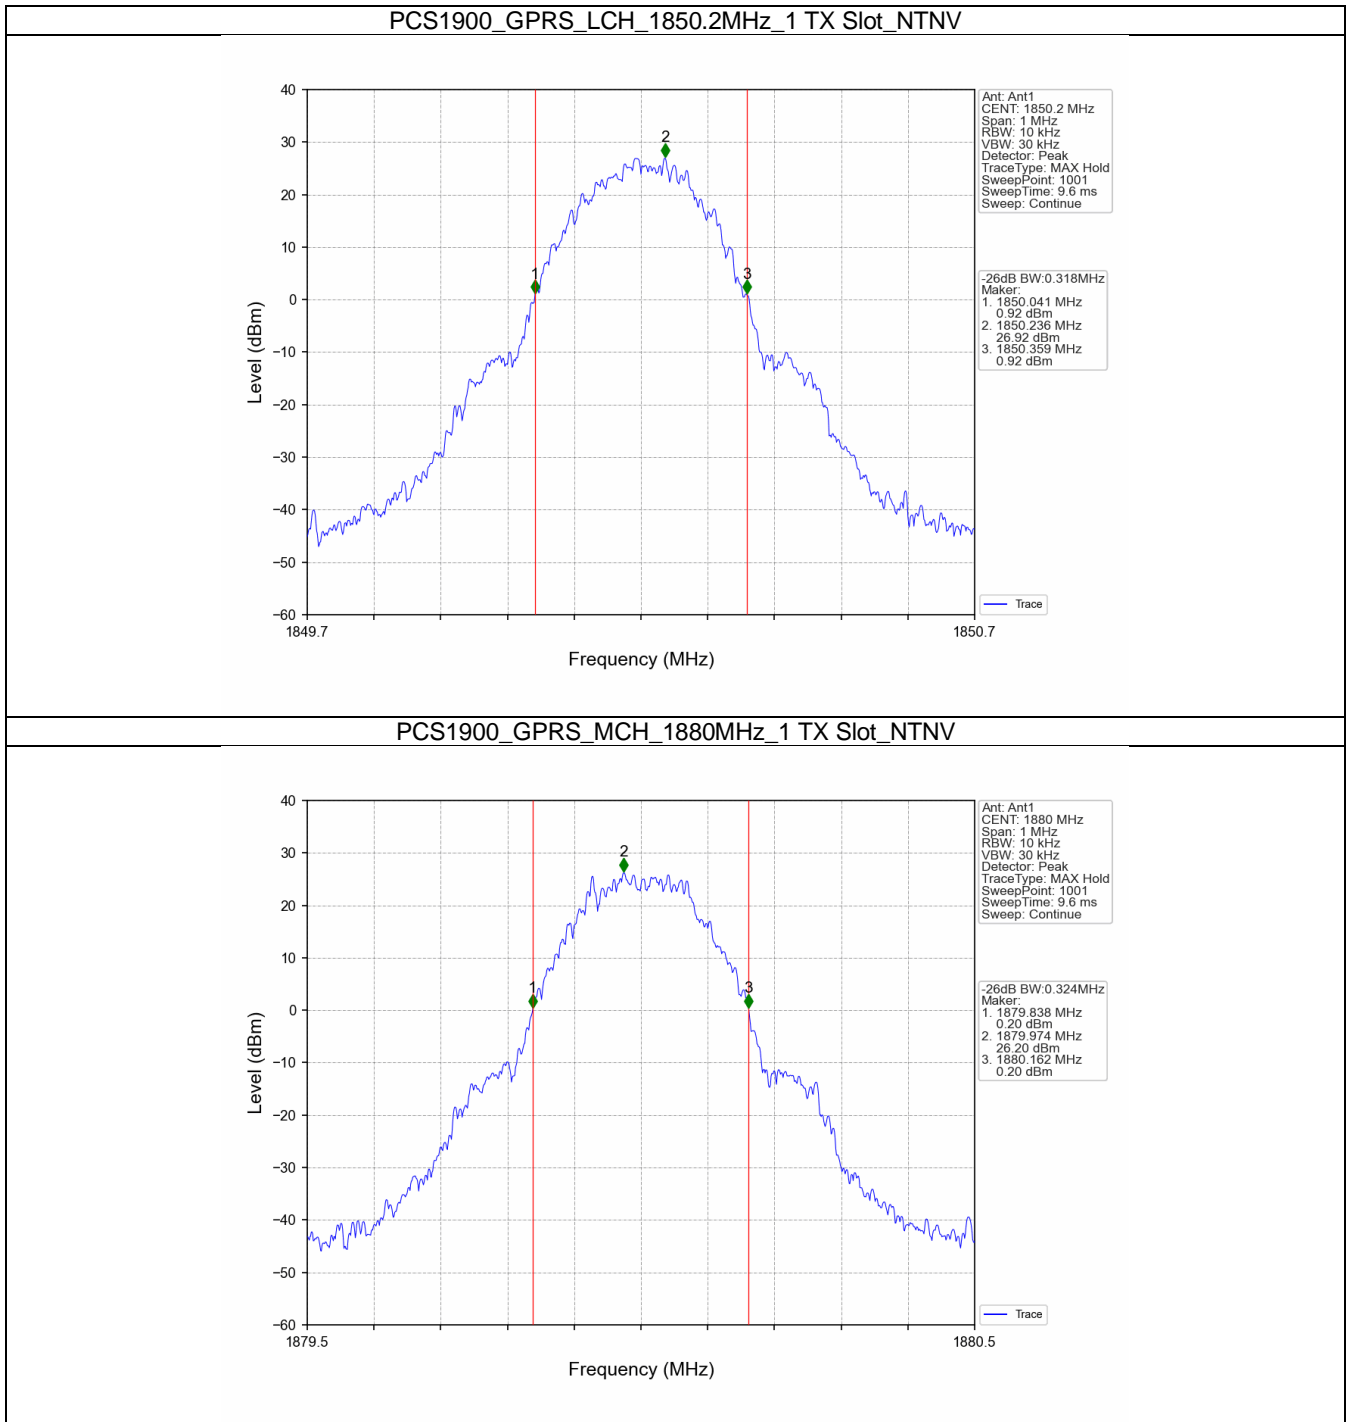 PCS1900_GPRS_LCH_1850.2MHz_1 TX Slot_NTNV
40
30
20
10
0
−10
−20
−30
−40
−50
−60
Level (dBm)
1
2
3
1849.7
1850.7
Frequency (MHz)
Ant: Ant1
CENT: 1850.2 MHz
Span: 1 MHz
RBW: 10 kHz
VBW: 30 kHz
Detector: Peak
TraceType: MAX Hold
SweepPoint: 1001
SweepTime: 9.6 ms
Sweep: Continue
-26dB BW:0.318MHz
Maker:
1. 1850.041 MHz
0.92 dBm
2. 1850.236 MHz
26.92 dBm
3. 1850.359 MHz
0.92 dBm
Trace
PCS1900_GPRS_MCH_1880MHz_1 TX Slot_NTNV
40
30
20
10
0
−10
−20
−30
−40
−50
−60
Level (dBm)
1
2
3
1879.5
1880.5
Frequency (MHz)
Ant: Ant1
CENT: 1880 MHz
Span: 1 MHz
RBW: 10 kHz
VBW: 30 kHz
Detector: Peak
TraceType: MAX Hold
SweepPoint: 1001
SweepTime: 9.6 ms
Sweep: Continue
-26dB BW:0.324MHz
Maker:
1. 1879.838 MHz
0.20 dBm
2. 1879.974 MHz
26.20 dBm
3. 1880.162 MHz
0.20 dBm
Trace